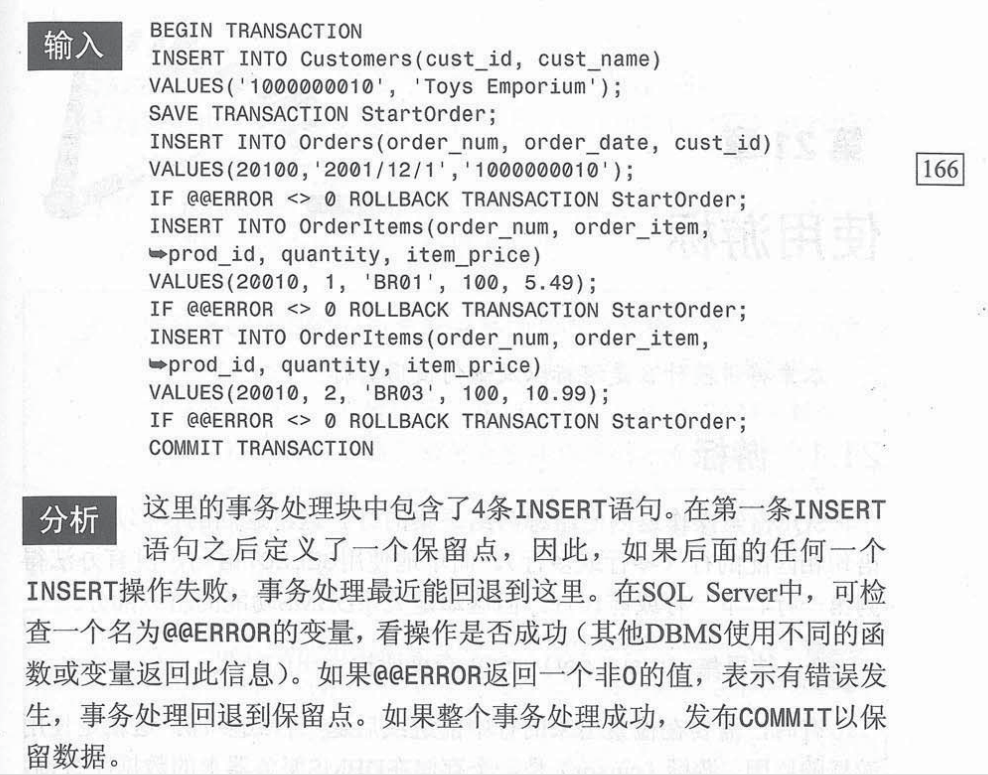 输入
BEGIN TRANSACTION
INSERT INTO Customers(cust_id, cust_name)
VALUES('1000000010', 'Toys Emporium');
SAVE TRANSACTION StartOrder;
INSERT INTO Orders(order_num, order_date, cust_id)
VALUES(20100,'2001/12/1','1000000010');
166
IF @@ERROR <> 0 ROLLBACK TRANSACTION StartOrder;
INSERT INTO OrderItems(order_num, order_item,
➥prod_id, quantity, item_price)
VALUES(20010, 1, 'BR01', 100, 5.49);
IF @@ERROR <> 0 ROLLBACK TRANSACTION StartOrder;
INSERT INTO OrderItems(order_num, order_item,
➥prod_id, quantity, item_price)
VALUES(20010, 2, 'BR03', 100, 10.99);
IF @@ERROR <> 0 ROLLBACK TRANSACTION StartOrder;
COMMIT TRANSACTION
分析
这里的事务处理块中包含了4条INSERT语句。在第一条INSERT
语句之后定义了一个保留点，因此，如果后面的任何一个
INSERT操作失败，事务处理最近能回退到这里。在SQL Server中，可检
查一个名为@@ERROR的变量，看操作是否成功（其他DBMS使用不同的函
数或变量返回此信息）。如果@@ERROR返回一个非0的值，表示有错误发
生，事务处理回退到保留点。如果整个事务处理成功，发布COMMIT以保
留数据。